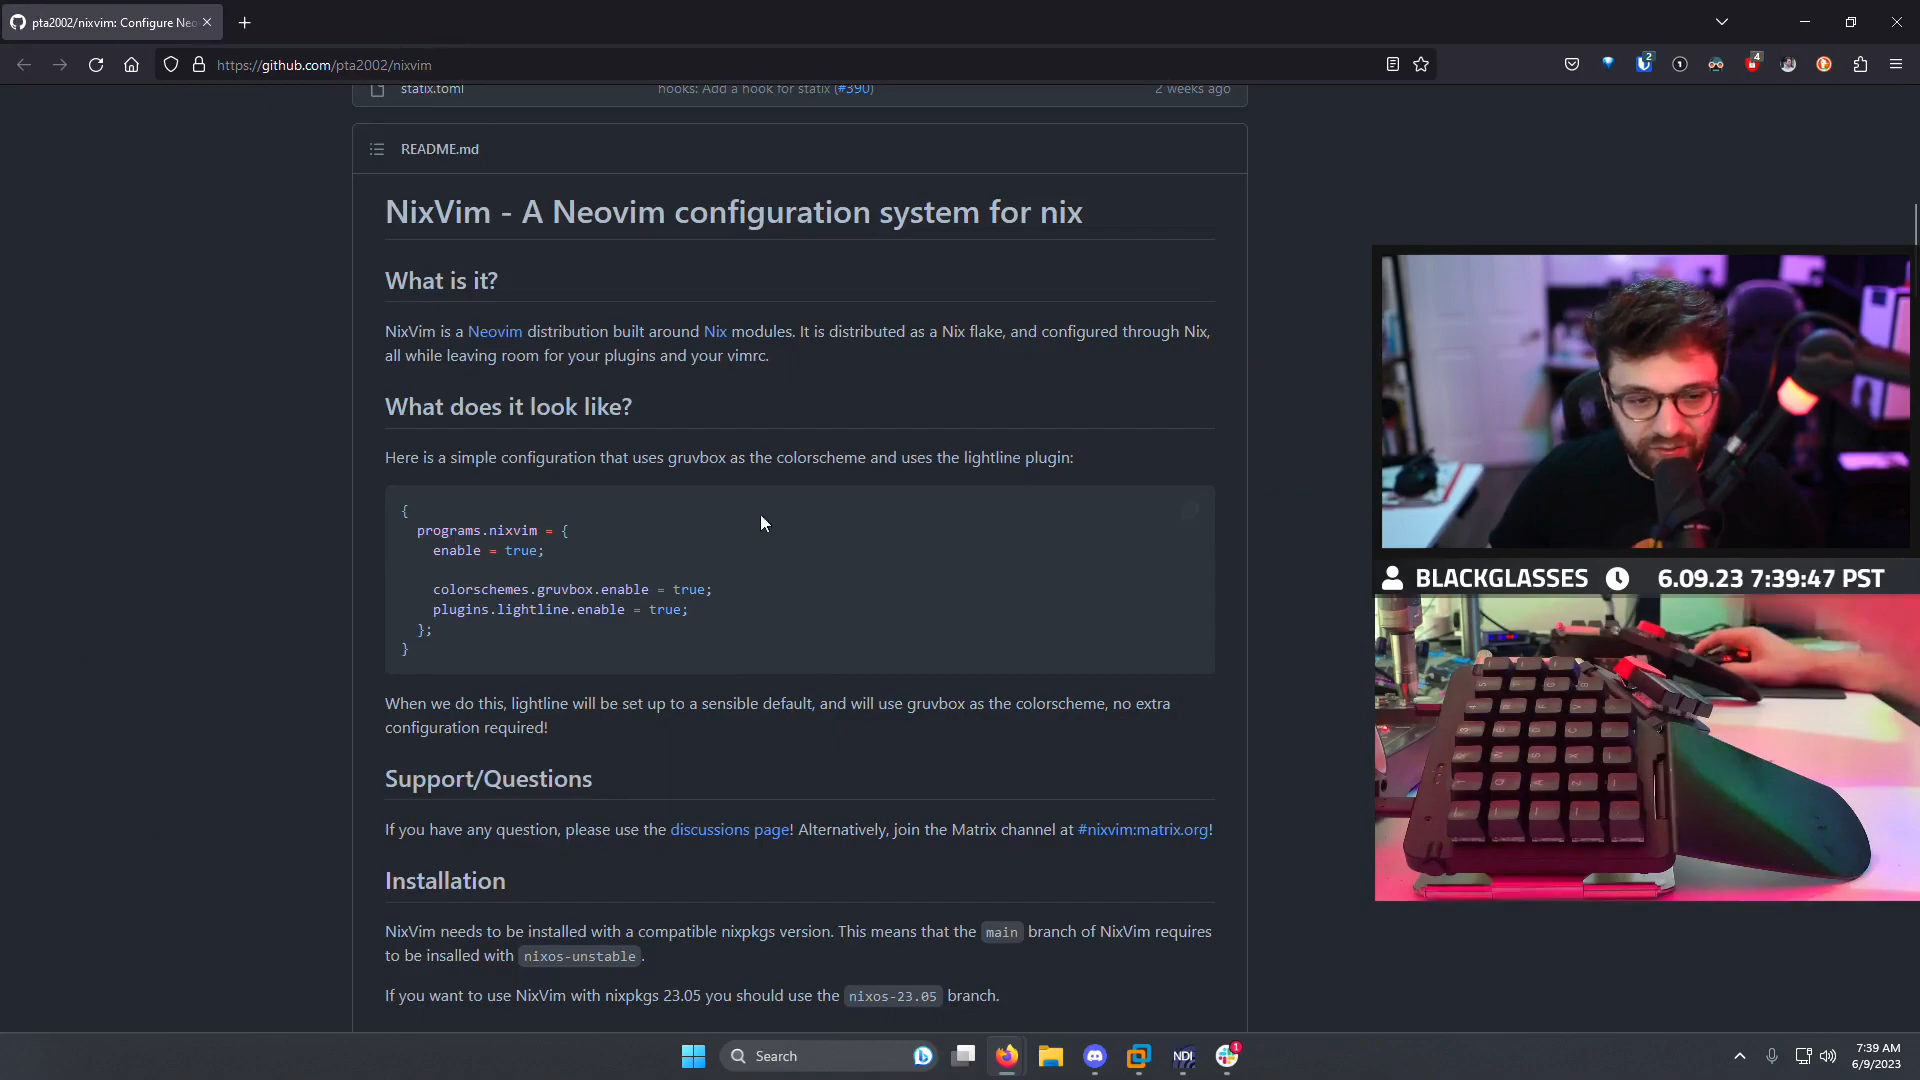 pta2002/nixvim: Configure Neo
https://github.com/pta2002/nixvim
2
4
statix.toml
hooks: Add a hook for statix (#390)
2 weeks ago
README.md
NixVim - A Neovim configuration system for nix
What is it?
NixVim is a Neovim distribution built around Nix modules. It is distributed as a Nix flake, and configured through Nix,
all while leaving room for your plugins and your vimrc.
What does it look like?
Here is a simple configuration that uses gruvbox as the colorscheme and uses the lightline plugin:
{
programs.nixvim = {
enable = true;
colorschemes.gruvbox.enable = true;
plugins.lightline.enable = true;
};
}
When we do this, lightline will be set up to a sensible default, and will use gruvbox as the colorscheme, no extra
configuration required!
Support/Questions
If you have any question, please use the discussions page! Alternatively, join the Matrix channel at #nixvim:matrix.org!
Installation
NixVim needs to be installed with a compatible nixpkgs version. This means that the main branch of NixVim requires
to be insalled with nixos-unstable.
If you want to use NixVim with nixpkgs 23.05 you should use the nixos-23.05 branch.
BLACKGLASSES
6.09.23 7:39:47 PST
Search
NDI
1
7:39 AM
6/9/2023